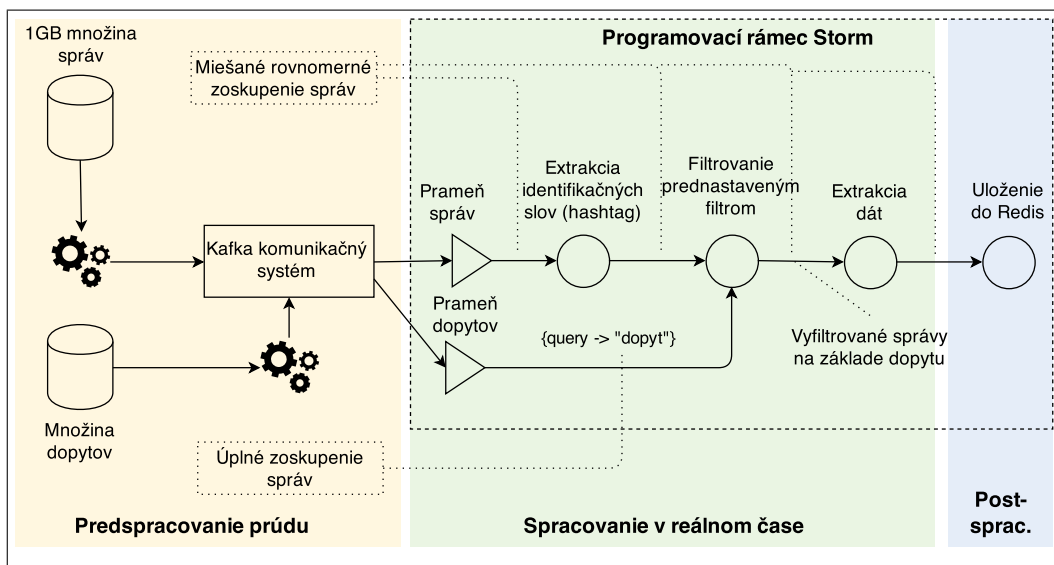 1GB množina
správ
Miešané rovnomerné
zoskupenie správ
Programovací rámec Storm
Prameň
správ
Extrakcia
identifikačných
slov (hashtag)
Filtrovanie
prednastaveným
filtrom
Extrakcia
dát
Uloženie
do Redis
Kafka komunikačný
systém
Prameň
dopytov
{query -> "dopyt"}
Vyfiltrované správy
na základe dopytu
Množina
dopytov
Úplné zoskupenie
správ
Predspracovanie prúdu
Spracovanie v reálnom čase
Post-
sprac.